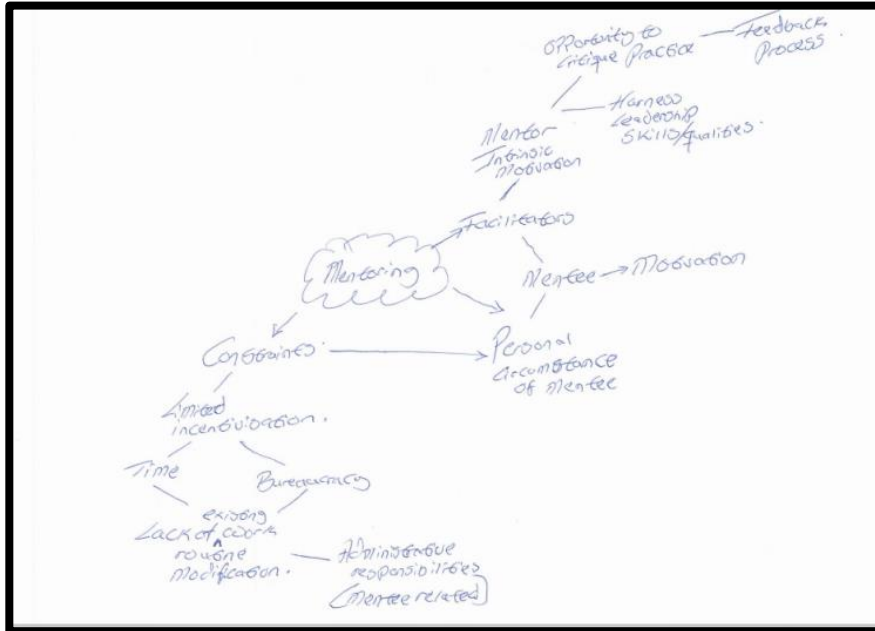 Opportunity to
Critique Practice
Feedback
Process.
Harness
Leadership
Skills/qualities.
Mentor
Intrinsic
Motivation
Facilitators
Mentoring
Mentee
Motivation
Constraints.
Personal
Circumstance
of Mentee
Limited
incentivisation.
Time
Bureaucracy
existing
Lack of ^ work
routine
modification.
Administrative
responsibilities
(Mentee related)